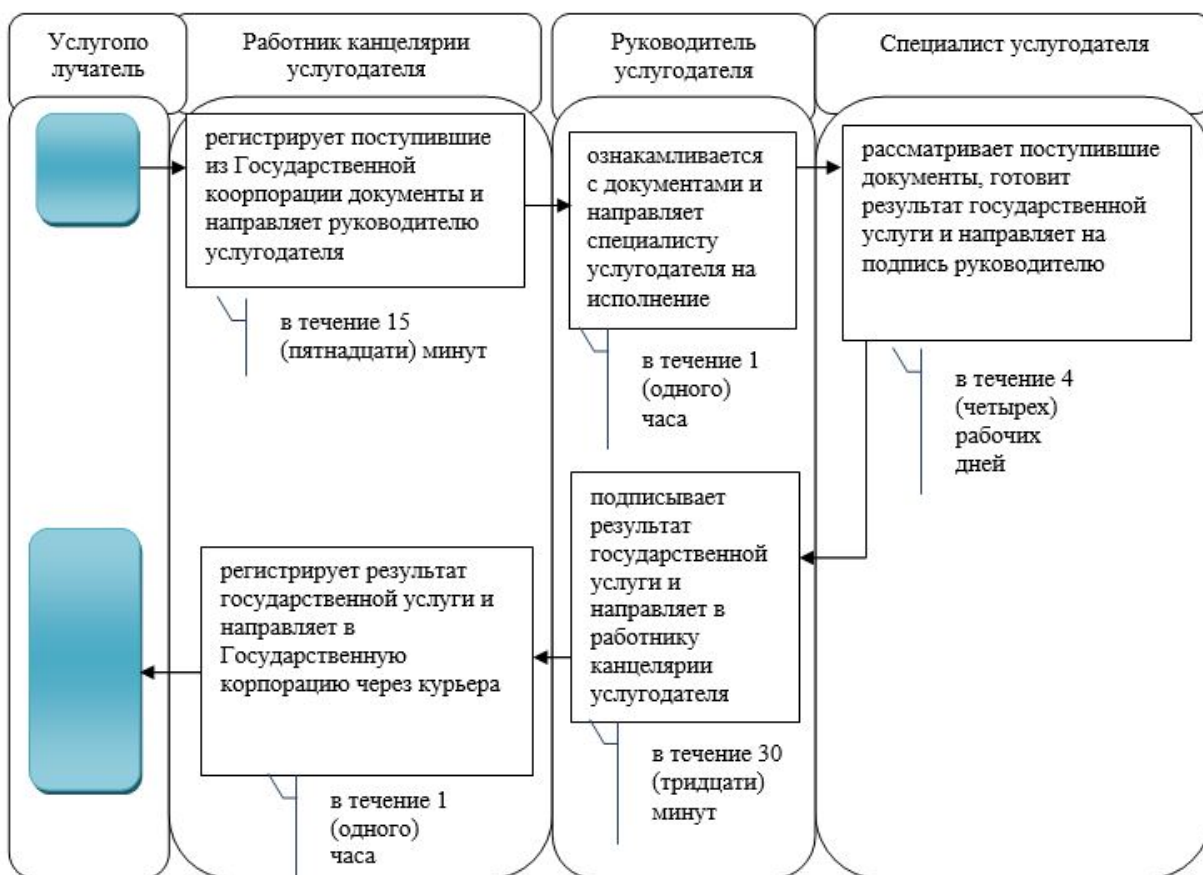 Услугопо
лучатель
Работник канцелярии
услугодателя
Руководитель
услугодателя
Специалист услугодателя
регистрирует поступившие
из Государственной
коорпорации документы и
направляет руководителю
услугодателя
в течение 15
(пятнадцати) минут
ознакамливается
с документами и
направляет
специалисту
услугодателя на
исполнение
в течение 1
(одного)
часа
рассматривает поступившие
документы, готовит
результат государственной
услуги и направляет на
подпись руководителю
в течение 4
(четырех)
рабочих
дней
подписывает
результат
государственной
услуги и
направляет в
работнику
канцелярии
услугодателя
в течение 30
(тридцати)
минут
регистрирует результат
государственной услуги и
направляет в
Государственную
корпорацию через курьера
в течение 1
(одного)
часа